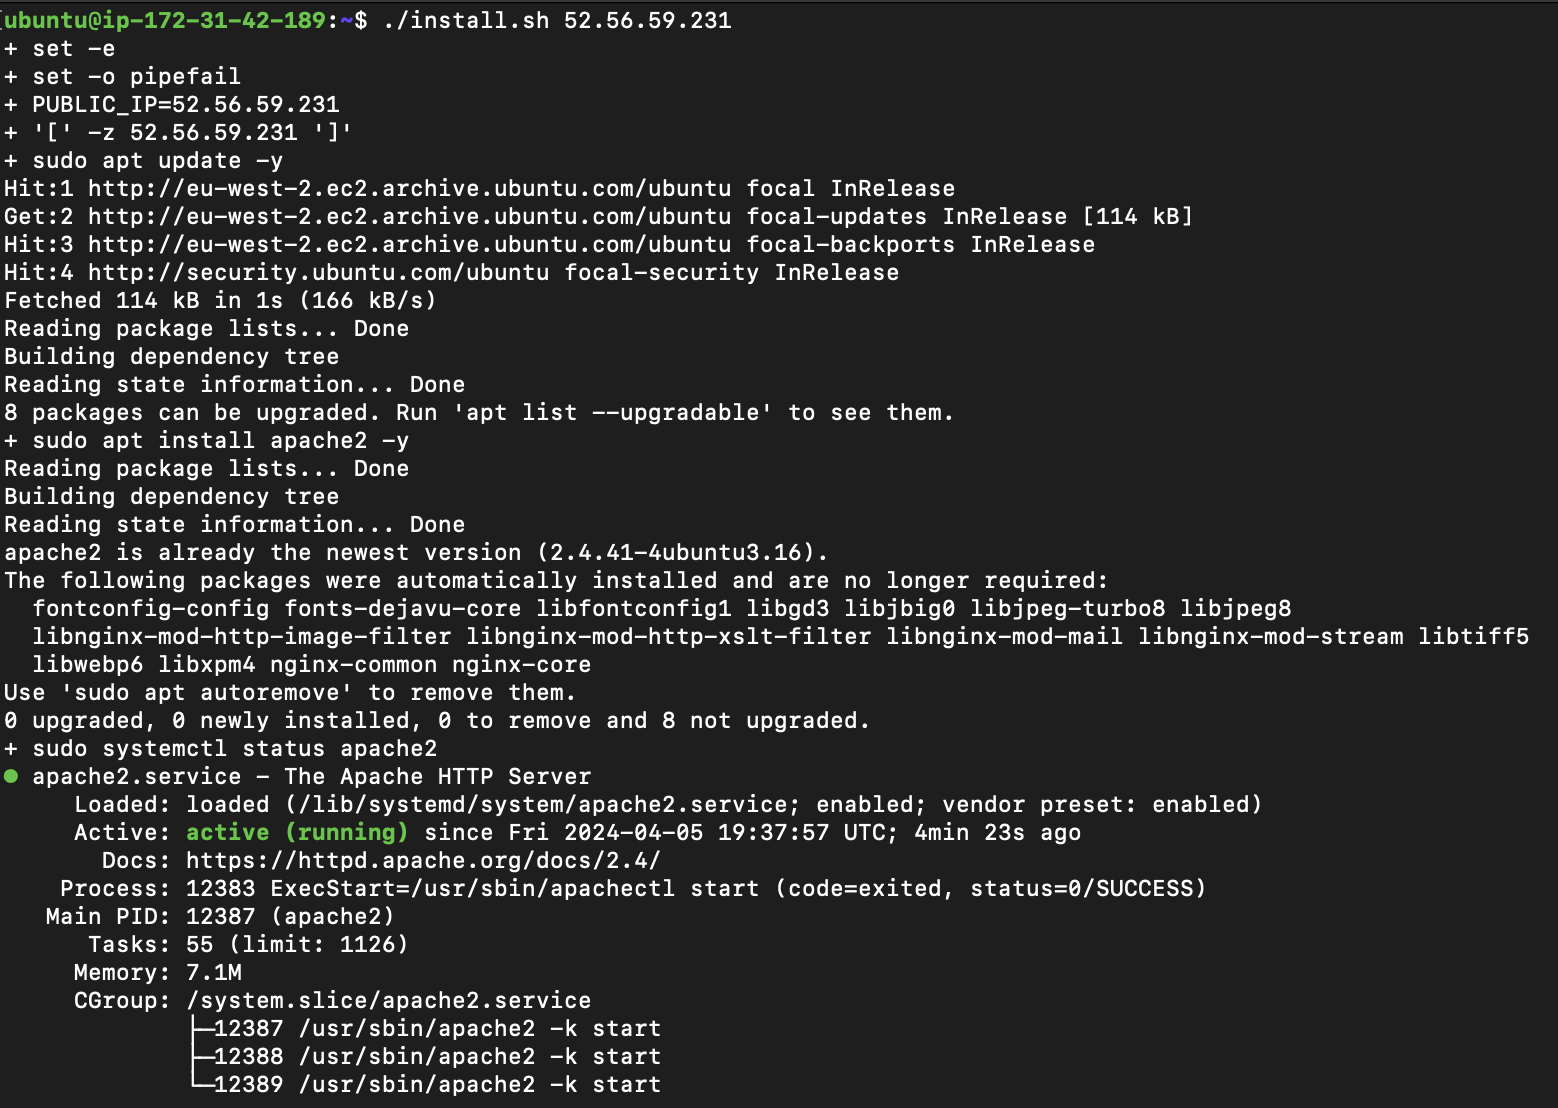 ubuntu@ip-172-31-42-189:~$ ./install.sh 52.56.59.231
+ set -e
+ set -o pipefail
+ PUBLIC_IP=52.56.59.231
+ '[' -z 52.56.59.231 ']'
+ sudo apt update -y
Hit:1 http://eu-west-2.ec2.archive.ubuntu.com/ubuntu focal InRelease
Get:2 http://eu-west-2.ec2.archive.ubuntu.com/ubuntu focal-updates InRelease [114 kB]
Hit:3 http://eu-west-2.ec2.archive.ubuntu.com/ubuntu focal-backports InRelease
Hit:4 http://security.ubuntu.com/ubuntu focal-security InRelease
Fetched 114 kB in 1s (166 kB/s)
Reading package lists... Done
Building dependency tree
Reading state information... Done
8 packages can be upgraded. Run 'apt list --upgradable' to see them.
+ sudo apt install apache2 -y
Reading package lists... Done
Building dependency tree
Reading state information... Done
apache2 is already the newest version (2.4.41-4ubuntu3.16).
The following packages were automatically installed and are no longer required:
  fontconfig-config fonts-dejavu-core libfontconfig1 libgd3 libjbig0 libjpeg-turbo8 libjpeg8
  libnginx-mod-http-image-filter libnginx-mod-http-xslt-filter libnginx-mod-mail libnginx-mod-stream libtiff5
  libwebp6 libxpm4 nginx-common nginx-core
Use 'sudo apt autoremove' to remove them.
0 upgraded, 0 newly installed, 0 to remove and 8 not upgraded.
+ sudo systemctl status apache2
● apache2.service - The Apache HTTP Server
     Loaded: loaded (/lib/systemd/system/apache2.service; enabled; vendor preset: enabled)
     Active: active (running) since Fri 2024-04-05 19:37:57 UTC; 4min 23s ago
       Docs: https://httpd.apache.org/docs/2.4/
    Process: 12383 ExecStart=/usr/sbin/apachectl start (code=exited, status=0/SUCCESS)
   Main PID: 12387 (apache2)
      Tasks: 55 (limit: 1126)
     Memory: 7.1M
     CGroup: /system.slice/apache2.service
             ├─12387 /usr/sbin/apache2 -k start
             ├─12388 /usr/sbin/apache2 -k start
             └─12389 /usr/sbin/apache2 -k start